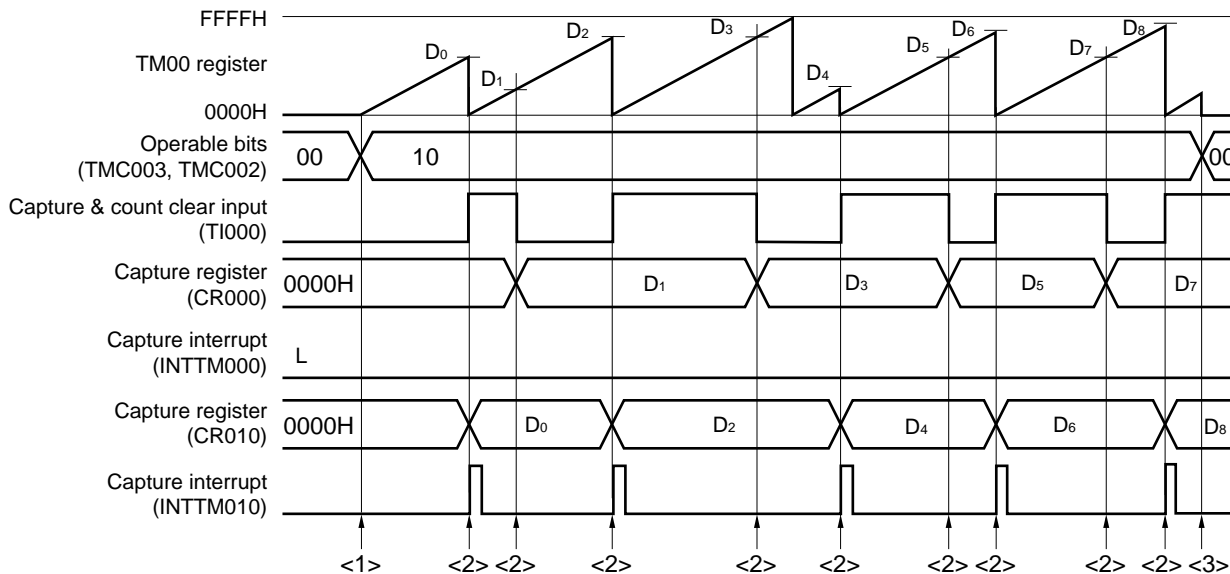 FFFFH
TM00 register
0000H
D0 D1 D2 D3 D4 D5 D6 D7 D8
Operable bits
(TMC003, TMC002)
00 10 00
Capture & count clear input
(TI000)
Capture register
(CR000)
0000H D1 D3 D5 D7
Capture interrupt
(INTTM000)
L
Capture register
(CR010)
0000H D0 D2 D4 D6 D8
Capture interrupt
(INTTM010)
<1> <2> <2> <2> <2> <2> <2> <2> <2> <2> <3>